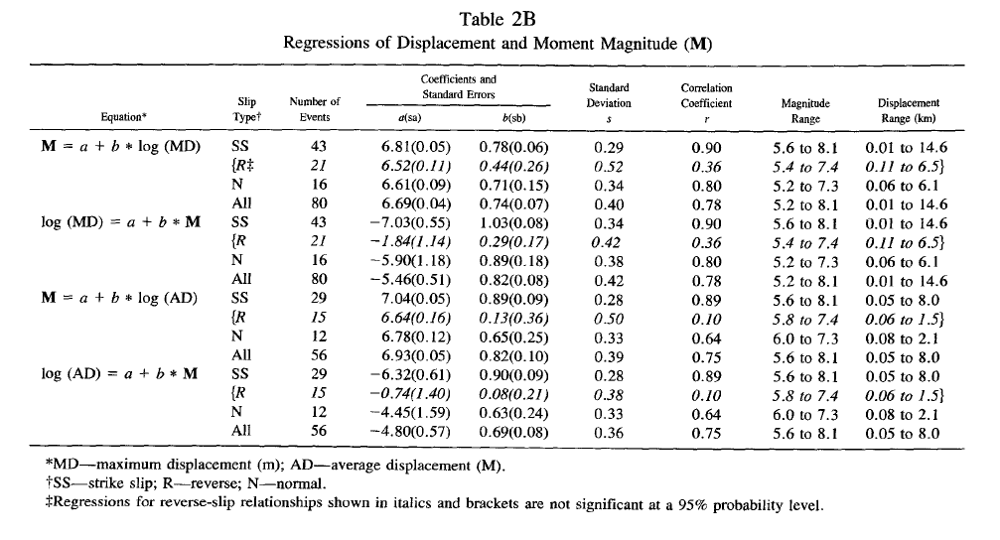 Table 2B
Regressions of Displacement and Moment Magnitude (M)
Coefficients and
Standard Errors
Equation* Slip Type† Number of Events a(sa) b(sb) Standard Deviation s Correlation Coefficient r Magnitude Range Displacement Range (km)
M = a + b * log (MD) SS 43 6.81(0.05) 0.78(0.06) 0.29 0.90 5.6 to 8.1 0.01 to 14.6
{R‡ 21 6.52(0.11) 0.44(0.26) 0.52 0.36 5.4 to 7.4 0.11 to 6.5}
N 16 6.61(0.09) 0.71(0.15) 0.34 0.80 5.2 to 7.3 0.06 to 6.1
All 80 6.69(0.04) 0.74(0.07) 0.40 0.78 5.2 to 8.1 0.01 to 14.6
log (MD) = a + b * M SS 43 −7.03(0.55) 1.03(0.08) 0.34 0.90 5.6 to 8.1 0.01 to 14.6
{R 21 −1.84(1.14) 0.29(0.17) 0.42 0.36 5.4 to 7.4 0.11 to 6.5}
N 16 −5.90(1.18) 0.89(0.18) 0.38 0.80 5.2 to 7.3 0.06 to 6.1
All 80 −5.46(0.51) 0.82(0.08) 0.42 0.78 5.2 to 8.1 0.01 to 14.6
M = a + b * log (AD) SS 29 7.04(0.05) 0.89(0.09) 0.28 0.89 5.6 to 8.1 0.05 to 8.0
{R 15 6.64(0.16) 0.13(0.36) 0.50 0.10 5.8 to 7.4 0.06 to 1.5}
N 12 6.78(0.12) 0.65(0.25) 0.33 0.64 6.0 to 7.3 0.08 to 2.1
All 56 6.93(0.05) 0.82(0.10) 0.39 0.75 5.6 to 8.1 0.05 to 8.0
log (AD) = a + b * M SS 29 −6.32(0.61) 0.90(0.09) 0.28 0.89 5.6 to 8.1 0.05 to 8.0
{R 15 −0.74(1.40) 0.08(0.21) 0.38 0.10 5.8 to 7.4 0.06 to 1.5}
N 12 −4.45(1.59) 0.63(0.24) 0.33 0.64 6.0 to 7.3 0.08 to 2.1
All 56 −4.80(0.57) 0.69(0.08) 0.36 0.75 5.6 to 8.1 0.05 to 8.0
*MD—maximum displacement (m); AD—average displacement (M).
†SS—strike slip; R—reverse; N—normal.
‡Regressions for reverse-slip relationships shown in italics and brackets are not significant at a 95% probability level.